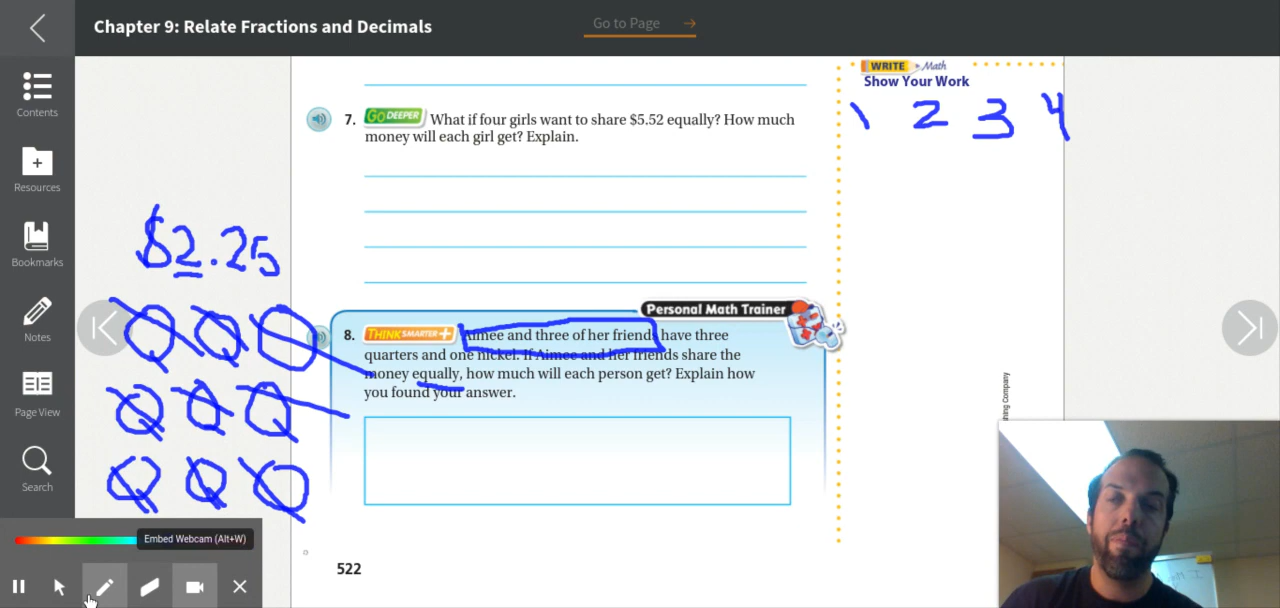 Chapter 9: Relate Fractions and Decimals
Go to Page →
Contents
Resources
Bookmarks
Notes
Page View
Search
WRITE Math
Show Your Work
1 2 3 4
7. GO DEEPER What if four girls want to share $5.52 equally? How much
money will each girl get? Explain.
$2.25
Q Q Q
Q Q Q
Q Q Q
Personal Math Trainer
8. THINK SMARTER + Aimee and three of her friends have three
quarters and one nickel. If Aimee and her friends share the
money equally, how much will each person get? Explain how
you found your answer.
hing Company
Embed Webcam (Alt+W)
522